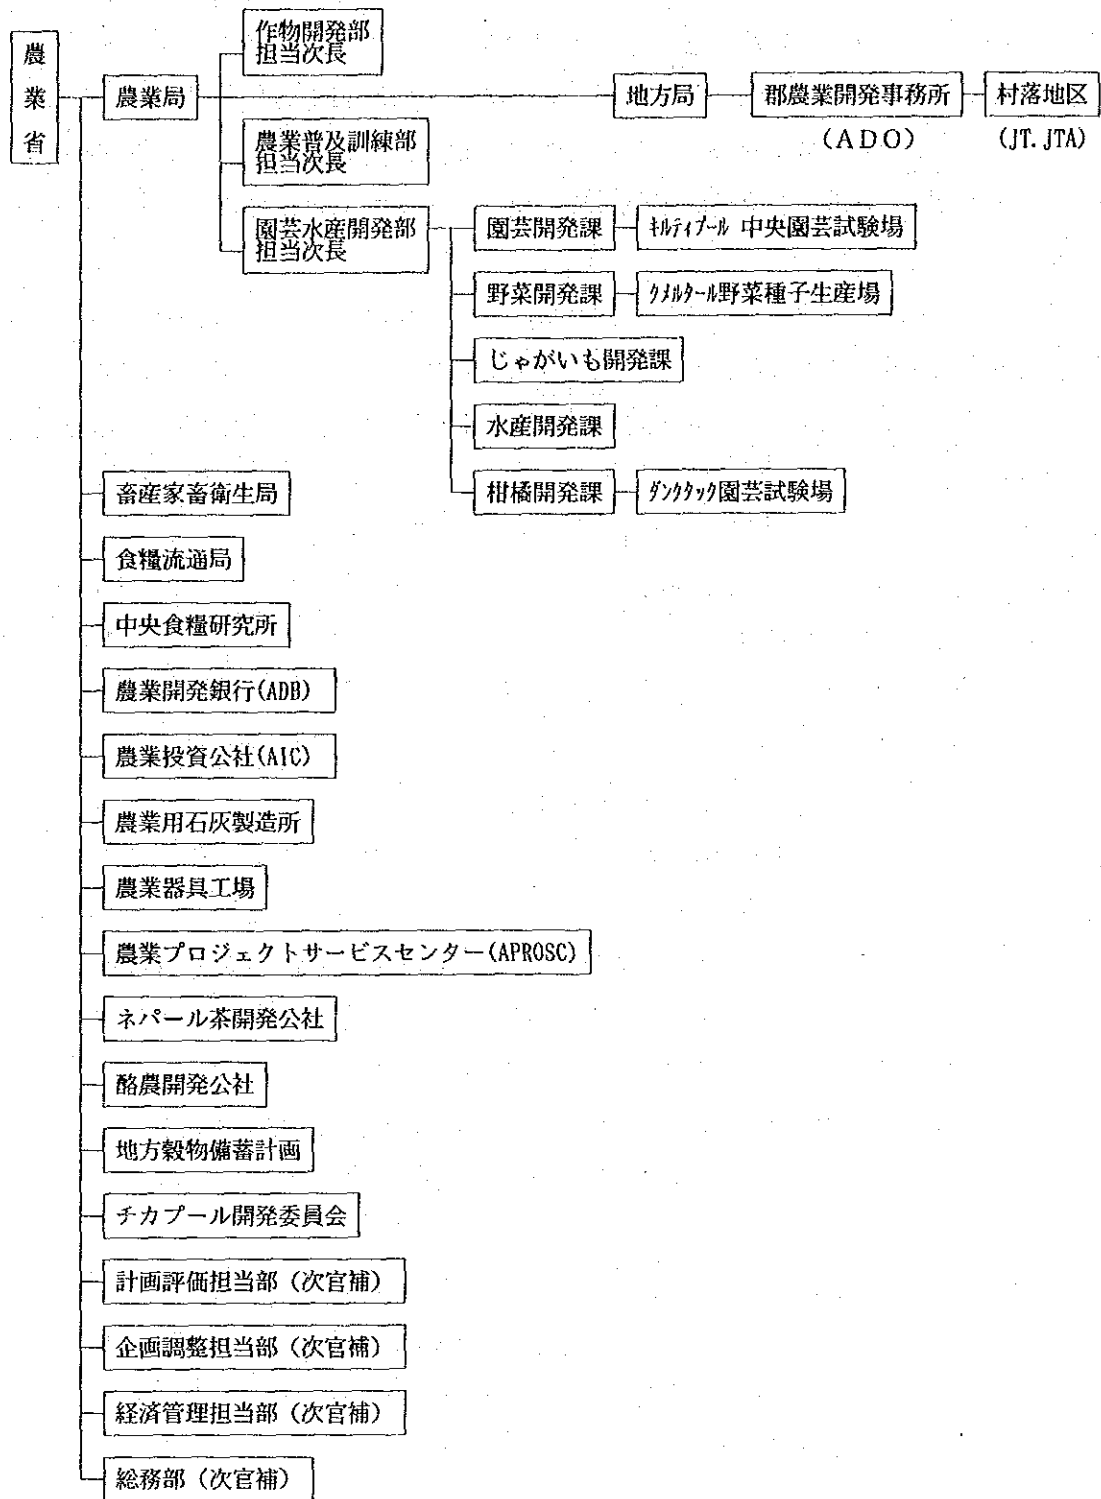 農業省
作物開発部
担当次長
農業局
地方局
郡農業開発事務所
(ADO)
村落地区
(JT. JTA)
農業普及訓練部
担当次長
園芸水産開発部
担当次長
園芸開発課
ｷﾙﾃｨﾌﾟｰﾙ 中央園芸試験場
野菜開発課
ｸﾒﾙﾀｰﾙ野菜種子生産場
じゃがいも開発課
水産開発課
柑橘開発課
ﾀﾞﾝｸﾀｯｸ園芸試験場
畜産家畜衛生局
食糧流通局
中央食糧研究所
農業開発銀行(ADB)
農業投資公社(AIC)
農業用石灰製造所
農業器具工場
農業プロジェクトサービスセンター(APROSC)
ネパール茶開発公社
酪農開発公社
地方穀物備蓄計画
チカプール開発委員会
計画評価担当部（次官補）
企画調整担当部（次官補）
経済管理担当部（次官補）
総務部（次官補）